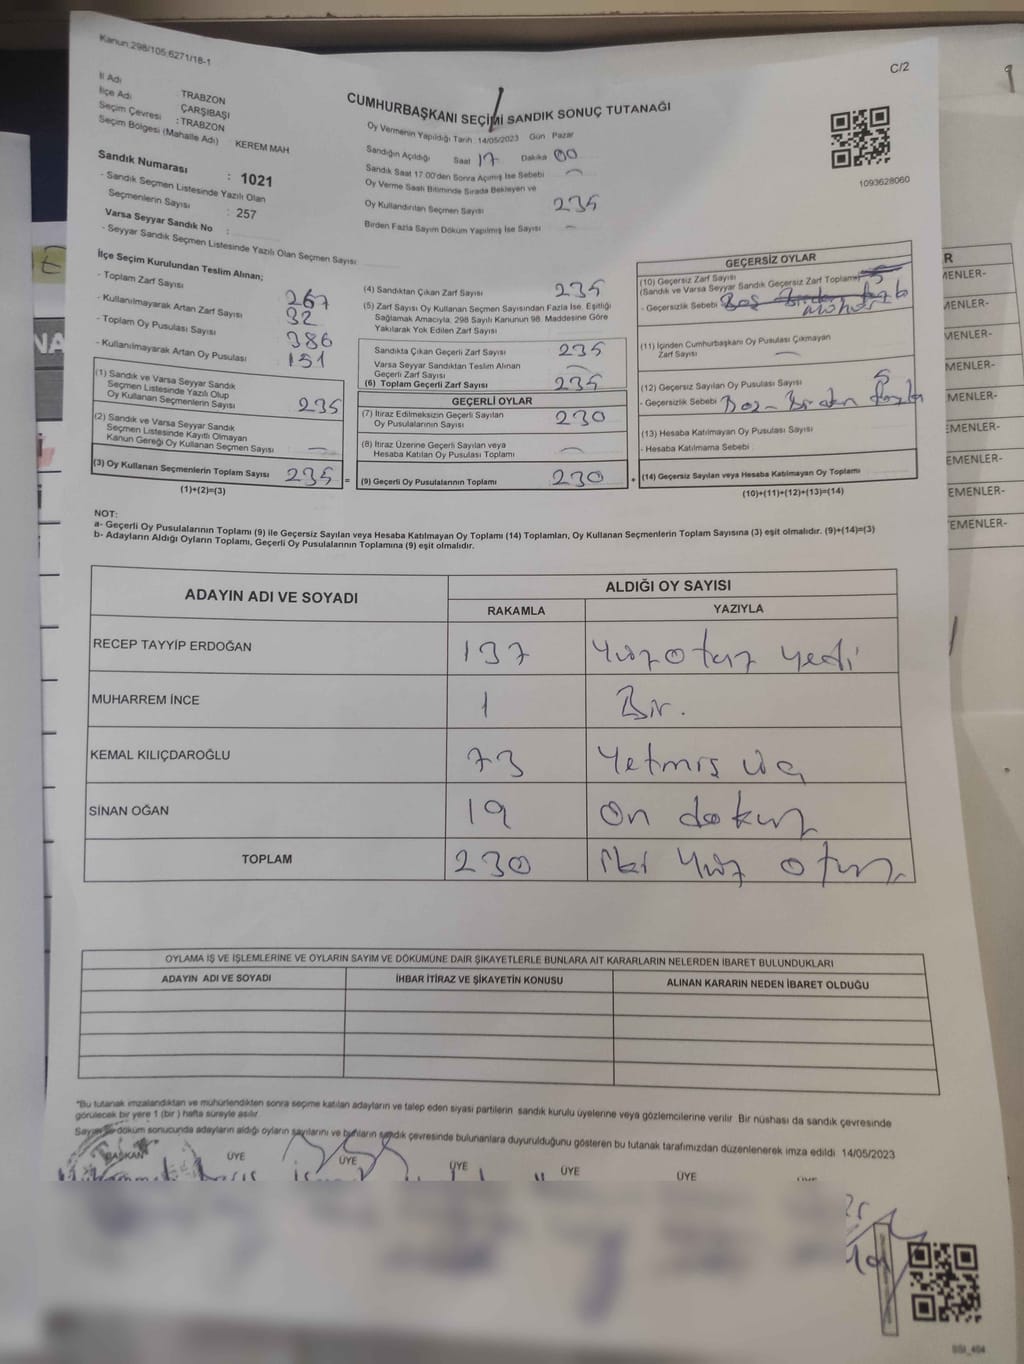 Kanun:298/105;6271/18-1
C/2
İl Adı : TRABZON
İlçe Adı : ÇARŞIBAŞI
Seçim Çevresi : TRABZON
Seçim Bölgesi (Mahalle Adı) KEREM MAH
Sandık Numarası : 1021
- Sandık Seçmen Listesinde Yazılı Olan
Seçmenlerin Sayısı : 257
Varsa Seyyar Sandık No :
- Seyyar Sandık Seçmen Listesinde Yazılı Olan Seçmen Sayısı
CUMHURBAŞKANI SEÇİMİ SANDIK SONUÇ TUTANAĞI
Oy Vermenin Yapıldığı Tarih :14/05/2023 Gün Pazar
Sandığın Açıldığı Saat 17 Dakika 00
Sandık Saat 17.00'den Sonra Açımış İse Sebebi
Oy Verme Saati Bitiminde Sırada Bekleyen ve
Oy Kullandırılan Seçmen Sayısı 235
Birden Fazla Sayım Döküm Yapılmış İse Sayısı
1093628060
İlçe Seçim Kurulundan Teslim Alınan;
- Toplam Zarf Sayısı 267
- Kullanılmayarak Artan Zarf Sayısı 32
- Toplam Oy Pusulası Sayısı 386
- Kullanılmayarak Artan Oy Pusulası 151
(1) Sandık ve Varsa Seyyar Sandık
Seçmen Listesinde Yazılı Olup
Oy Kullanan Seçmenlerin Sayısı 235
(2) Sandık ve Varsa Seyyar Sandık
Seçmen Listesinde Kayıtlı Olmayan
Kanun Gereği Oy Kullanan Seçmen Sayısı
(3) Oy Kullanan Seçmenlerin Toplam Sayısı 235
(1)+(2)=(3)
(4) Sandıktan Çıkan Zarf Sayısı 235
(5) Zarf Sayısı Oy Kullanan Seçmen Sayısından Fazla İse, Eşitliği
Sağlamak Amacıyla, 298 Sayılı Kanunun 98. Maddesine Göre
Yakılarak Yok Edilen Zarf Sayısı
Sandıkta Çıkan Geçerli Zarf Sayısı 235
Varsa Seyyar Sandıktan Teslim Alınan
Geçerli Zarf Sayısı
(6) Toplam Geçerli Zarf Sayısı 235
GEÇERLİ OYLAR
(7) İtiraz Edilmeksizin Geçerli Sayılan
Oy Pusulalarının Sayısı 230
(8) İtiraz Üzerine Geçerli Sayılan veya
Hesaba Katılan Oy Pusulası Toplamı
= (9) Geçerli Oy Pusulalarının Toplamı 230 +
GEÇERSİZ OYLAR
(10) Geçersiz Zarf Sayısı
(Sandık ve Varsa Seyyar Sandık Geçersiz Zarf Toplamı)
- Geçersizlik Sebebi
(11) İçinden Cumhurbaşkanı Oy Pusulası Çıkmayan
Zarf Sayısı
(12) Geçersiz Sayılan Oy Pusulası Sayısı 5
- Geçersizlik Sebebi Boş - Birden fazla
(13) Hesaba Katılmayan Oy Pusulası Sayısı
- Hesaba Katılmama Sebebi
(14) Geçersiz Sayılan veya Hesaba Katılmayan Oy Toplamı
(10)+(11)+(12)+(13)=(14)
NOT:
a- Geçerli Oy Pusulalarının Toplamı (9) ile Geçersiz Sayılan veya Hesaba Katılmayan Oy Toplamı (14) Toplamları, Oy Kullanan Seçmenlerin Toplam Sayısına (3) eşit olmalıdır. (9)+(14)=(3)
b- Adayların Aldığı Oyların Toplamı, Geçerli Oy Pusulalarının Toplamına (9) eşit olmalıdır.
ADAYIN ADI VE SOYADI
ALDIĞI OY SAYISI
RAKAMLA YAZIYLA
RECEP TAYYİP ERDOĞAN 137 Yüzotuz yedi
MUHARREM İNCE 1 Bir.
KEMAL KILIÇDAROĞLU 73 Yetmiş üç
SİNAN OĞAN 19 On dokuz
TOPLAM 230 iki yüz otuz
OYLAMA İŞ VE İŞLEMLERİNE VE OYLARIN SAYIM VE DÖKÜMÜNE DAİR ŞİKAYETLERLE BUNLARA AİT KARARLARIN NELERDEN İBARET BULUNDUKLARI
ADAYIN ADI VE SOYADI İHBAR İTİRAZ VE ŞİKAYETİN KONUSU ALINAN KARARIN NEDEN İBARET OLDUĞU
*Bu tutanak imzalandıktan ve mühürlendikten sonra seçime katılan adayların ve talep eden siyasi partilerin sandık kurulu üyelerine veya gözlemcilerine verilir. Bir nüshası da sandık çevresinde
görülecek bir yere 1 (bir ) hafta süreyle asılır.
Sayım ve döküm sonucunda adayların aldığı oyların sayılarını ve bunların sandık çevresinde bulunanlara duyurulduğunu gösteren bu tutanak tarafımızdan düzenlenerek imza edildi. 14/05/2023
BAŞKAN ÜYE ÜYE ÜYE ÜYE ÜYE
MENLER-
MENLER-
MENLER-
MENLER-
MENLER-
EMENLER-
EMENLER-
EMENLER-